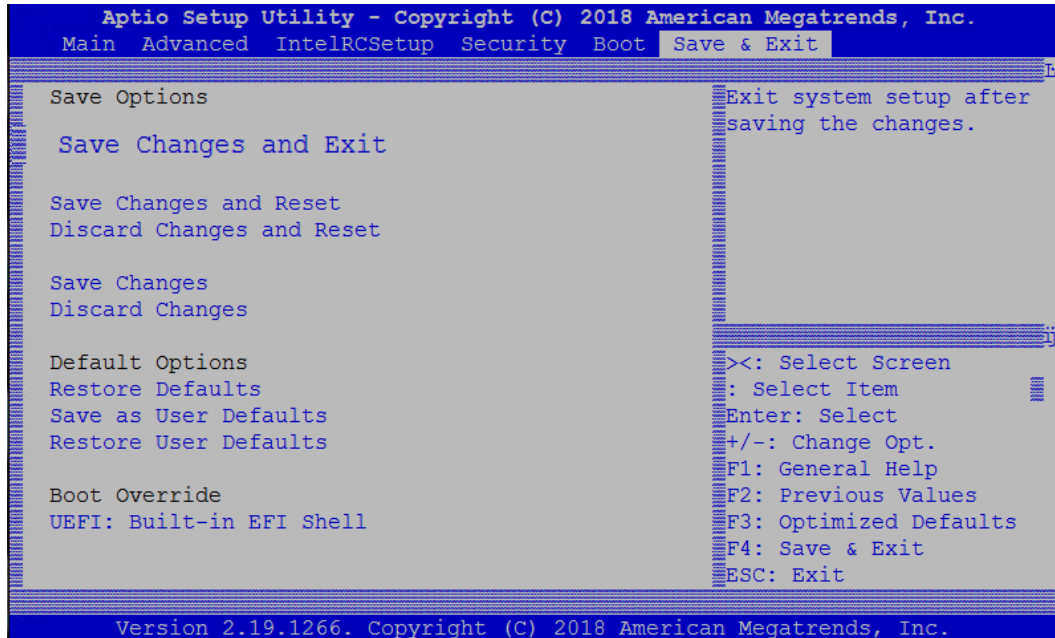 Aptio Setup Utility - Copyright (C) 2018 American Megatrends, Inc.
Main Advanced IntelRCSetup Security Boot Save & Exit
Save Options
Save Changes and Exit
Save Changes and Reset
Discard Changes and Reset
Save Changes
Discard Changes
Default Options
Restore Defaults
Save as User Defaults
Restore User Defaults
Boot Override
UEFI: Built-in EFI Shell
Exit system setup after
saving the changes.
><: Select Screen
: Select Item
Enter: Select
+/-: Change Opt.
F1: General Help
F2: Previous Values
F3: Optimized Defaults
F4: Save & Exit
ESC: Exit
Version 2.19.1266. Copyright (C) 2018 American Megatrends, Inc.